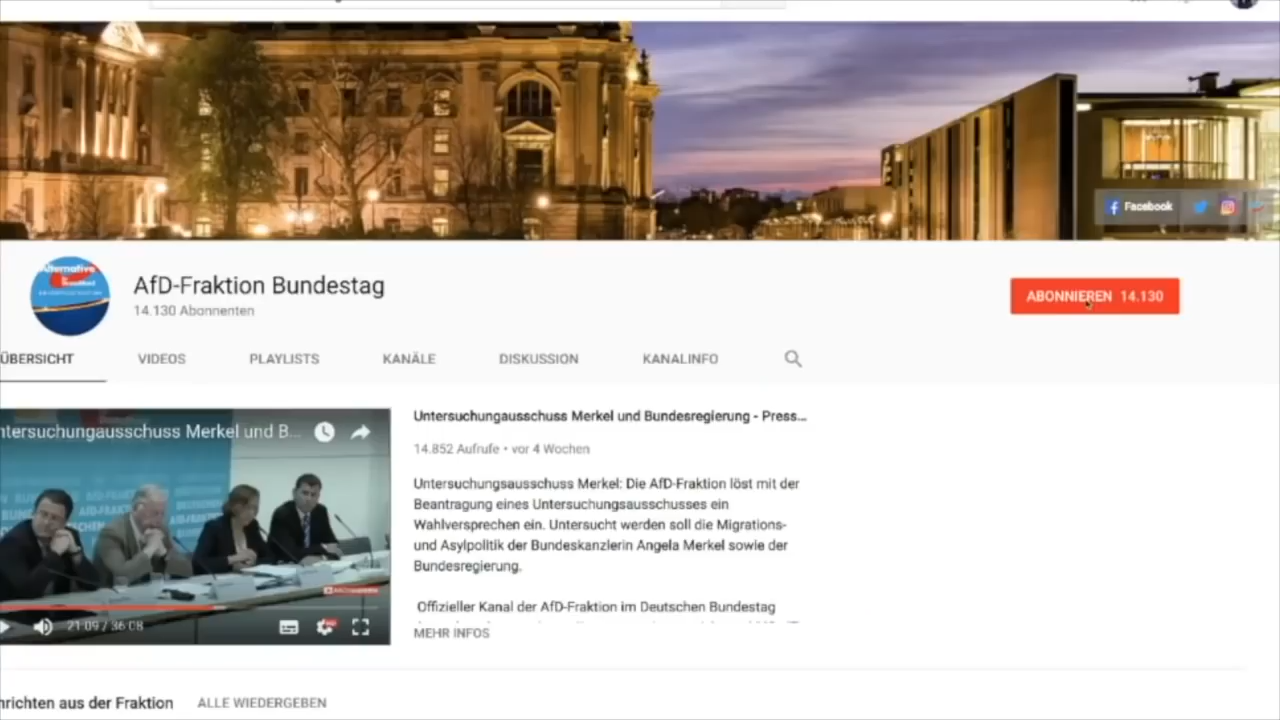 Facebook
Alternative
AfD-Fraktion Bundestag
14.130 Abonnenten
ABONNIEREN 14.130
ÜBERSICHT VIDEOS PLAYLISTS KANÄLE DISKUSSION KANALINFO
ntersuchungausschuss Merkel und B...
21:09 / 36:08
Untersuchungausschuss Merkel und Bundesregierung - Press...
14.852 Aufrufe • vor 4 Wochen
Untersuchungsausschuss Merkel: Die AfD-Fraktion löst mit der
Beantragung eines Untersuchungsausschusses ein
Wahlversprechen ein. Untersucht werden soll die Migrations-
und Asylpolitik der Bundeskanzlerin Angela Merkel sowie der
Bundesregierung.
Offizieller Kanal der AfD-Fraktion im Deutschen Bundestag
MEHR INFOS
hrichten aus der Fraktion ALLE WIEDERGEBEN